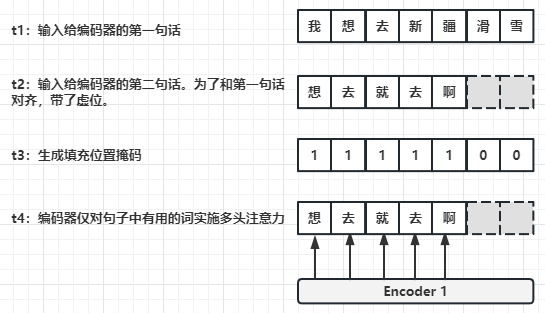 t1：输入给编码器的第一句话
我 想 去 新 疆 滑 雪
t2：输入给编码器的第二句话。为了和第一句话
对齐，带了虚位。
想 去 就 去 啊
t3：生成填充位置掩码
1 1 1 1 1 0 0
t4：编码器仅对句子中有用的词实施多头注意力
想 去 就 去 啊
Encoder 1